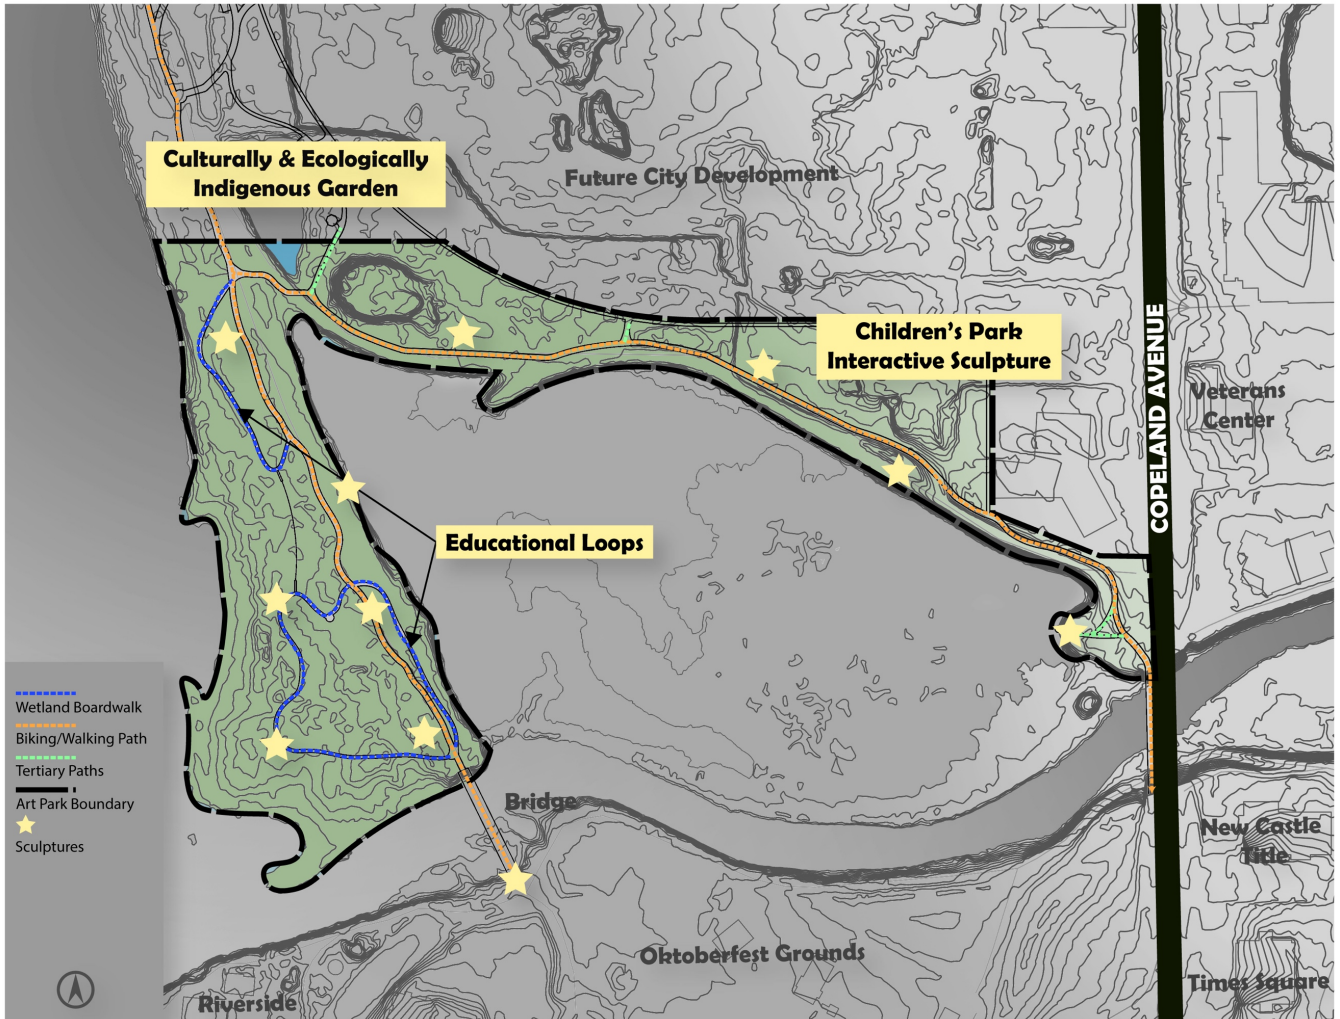 Culturally & Ecologically
Indigenous Garden
Future City Development
Children's Park
Interactive Sculpture
COPELAND AVENUE
Veterans
Center
Educational Loops
Wetland Boardwalk
Biking/Walking Path
Tertiary Paths
Art Park Boundary
Sculptures
Bridge
New Castle
Title
Oktoberfest Grounds
Times Square
Riverside